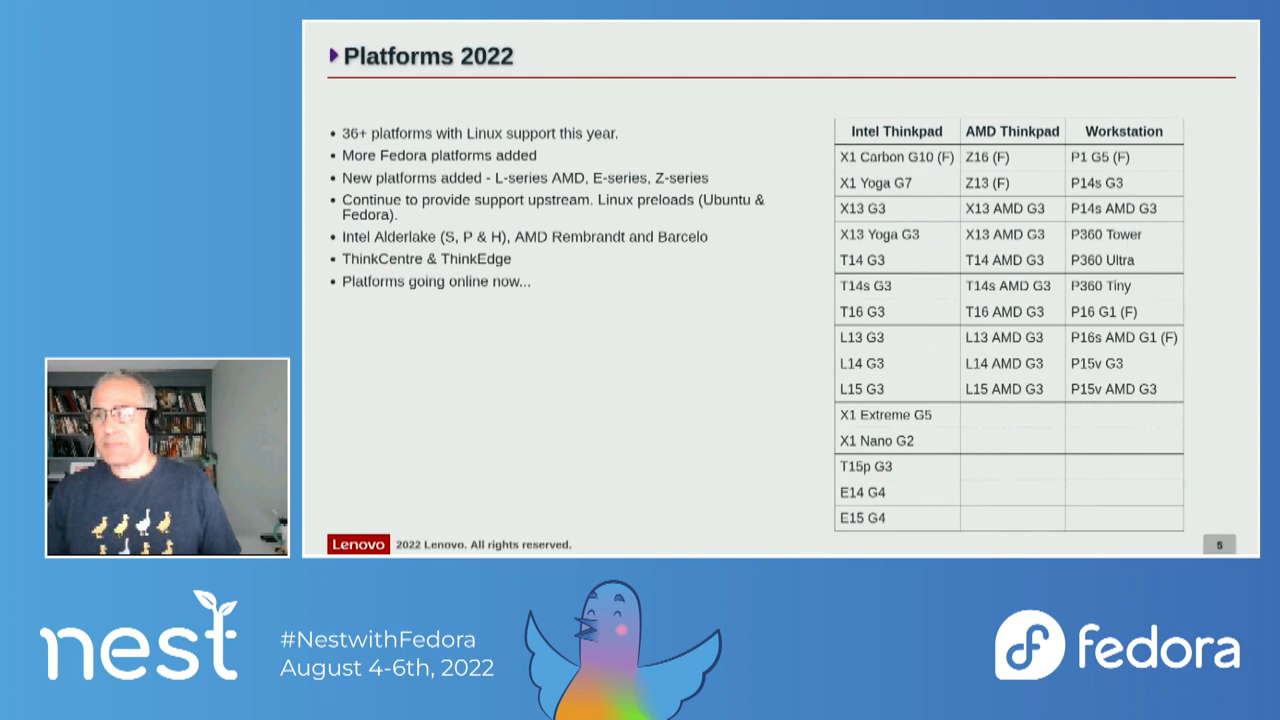 Platforms 2022
• 36+ platforms with Linux support this year.
• More Fedora platforms added
• New platforms added - L-series AMD, E-series, Z-series
• Continue to provide support upstream. Linux preloads (Ubuntu &
Fedora).
• Intel Alderlake (S, P & H), AMD Rembrandt and Barcelo
• ThinkCentre & ThinkEdge
• Platforms going online now...
Intel Thinkpad AMD Thinkpad Workstation
X1 Carbon G10 (F) Z16 (F) P1 G5 (F)
X1 Yoga G7 Z13 (F) P14s G3
X13 G3 X13 AMD G3 P14s AMD G3
X13 Yoga G3 X13 AMD G3 P360 Tower
T14 G3 T14 AMD G3 P360 Ultra
T14s G3 T14s AMD G3 P360 Tiny
T16 G3 T16 AMD G3 P16 G1 (F)
L13 G3 L13 AMD G3 P16s AMD G1 (F)
L14 G3 L14 AMD G3 P15v G3
L15 G3 L15 AMD G3 P15v AMD G3
X1 Extreme G5
X1 Nano G2
T15p G3
E14 G4
E15 G4
Lenovo 2022 Lenovo. All rights reserved. 5
nest
#NestwithFedora
August 4-6th, 2022
fedora